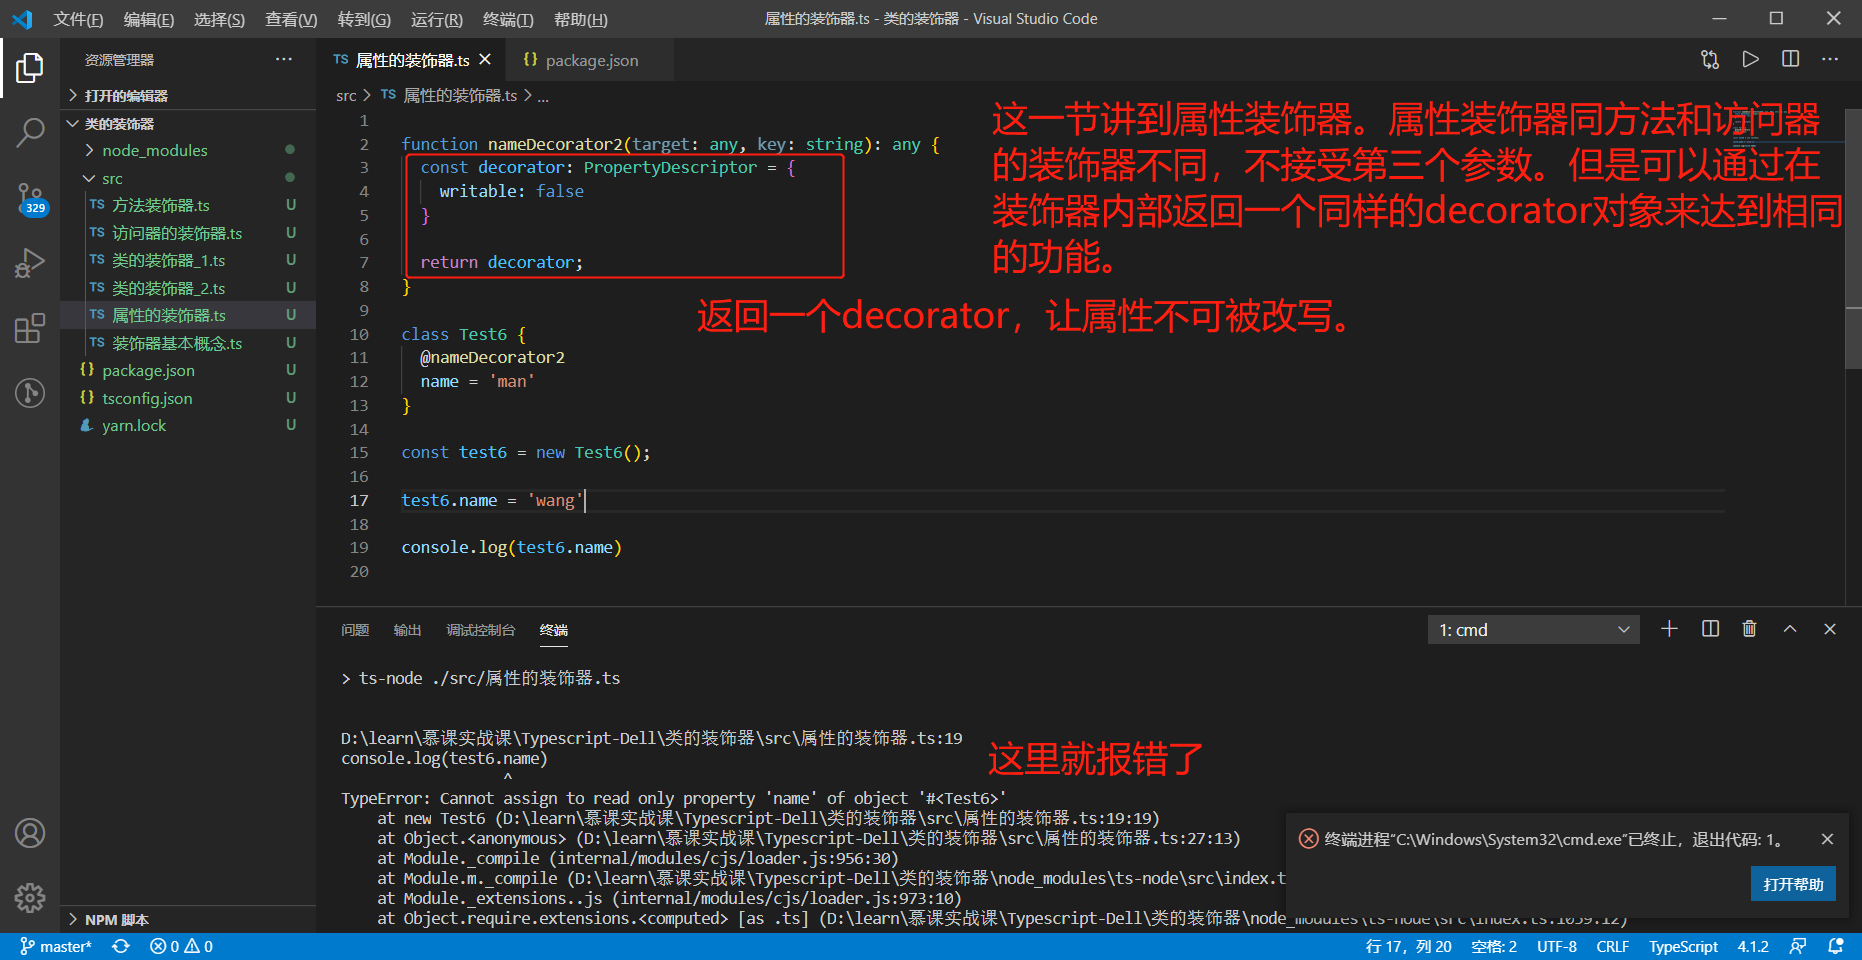 文件(F) 编辑(E) 选择(S) 查看(V) 转到(G) 运行(R) 终端(T) 帮助(H) 属性的装饰器.ts - 类的装饰器 - Visual Studio Code
资源管理器 ···
打开的编辑器
类的装饰器
node_modules
src
TS 方法装饰器.ts U
TS 访问器的装饰器.ts U
TS 类的装饰器_1.ts U
TS 类的装饰器_2.ts U
TS 属性的装饰器.ts U
TS 装饰器基本概念.ts U
{} package.json U
{} tsconfig.json U
yarn.lock U
NPM 脚本
329
TS 属性的装饰器.ts {} package.json
src > TS 属性的装饰器.ts > ...
1
2 function nameDecorator2(target: any, key: string): any {
3 const decorator: PropertyDescriptor = {
4 writable: false
5 }
6
7 return decorator;
8 }
9
10 class Test6 {
11 @nameDecorator2
12 name = 'man'
13 }
14
15 const test6 = new Test6();
16
17 test6.name = 'wang'
18
19 console.log(test6.name)
20
这一节讲到属性装饰器。属性装饰器同方法和访问器
的装饰器不同，不接受第三个参数。但是可以通过在
装饰器内部返回一个同样的decorator对象来达到相同
的功能。
返回一个decorator，让属性不可被改写。
问题 输出 调试控制台 终端 1: cmd
> ts-node ./src/属性的装饰器.ts
D:\learn\慕课实战课\Typescript-Dell\类的装饰器\src\属性的装饰器.ts:19
console.log(test6.name)
^
这里就报错了
TypeError: Cannot assign to read only property 'name' of object '#<Test6>'
at new Test6 (D:\learn\慕课实战课\Typescript-Dell\类的装饰器\src\属性的装饰器.ts:19:19)
at Object.<anonymous> (D:\learn\慕课实战课\Typescript-Dell\类的装饰器\src\属性的装饰器.ts:27:13)
at Module._compile (internal/modules/cjs/loader.js:956:30)
at Module.m._compile (D:\learn\慕课实战课\Typescript-Dell\类的装饰器\node_modules\ts-node\src\index.t
at Module._extensions..js (internal/modules/cjs/loader.js:973:10)
at Object.require.extensions.<computed> [as .ts] (D:\learn\慕课实战课\Typescript-Dell\类的装饰器\node_modules\ts-node\src\index.ts:1059:12)
终端进程“C:\Windows\System32\cmd.exe”已终止，退出代码: 1。
打开帮助
master* 0 0 行 17，列 20 空格: 2 UTF-8 CRLF TypeScript 4.1.2